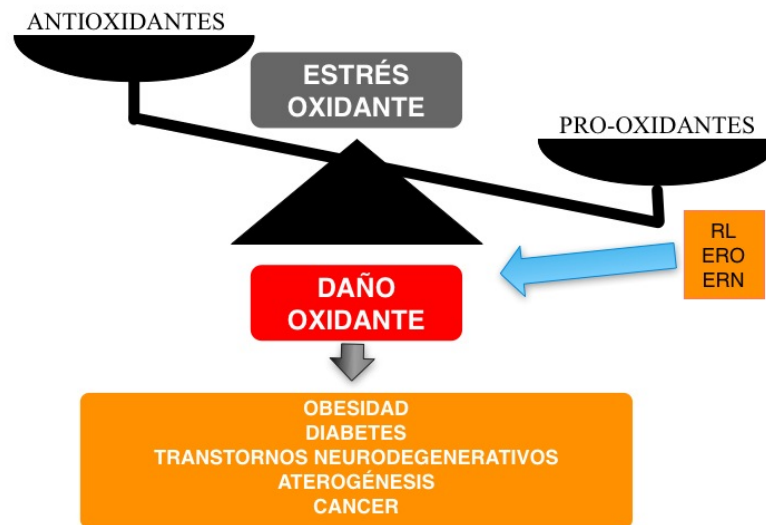 ANTIOXIDANTES
ESTRÉS
OXIDANTE
PRO-OXIDANTES
RL
ERO
ERN
DAÑO
OXIDANTE
OBESIDAD
DIABETES
TRANSTORNOS NEURODEGENERATIVOS
ATEROGÉNESIS
CANCER